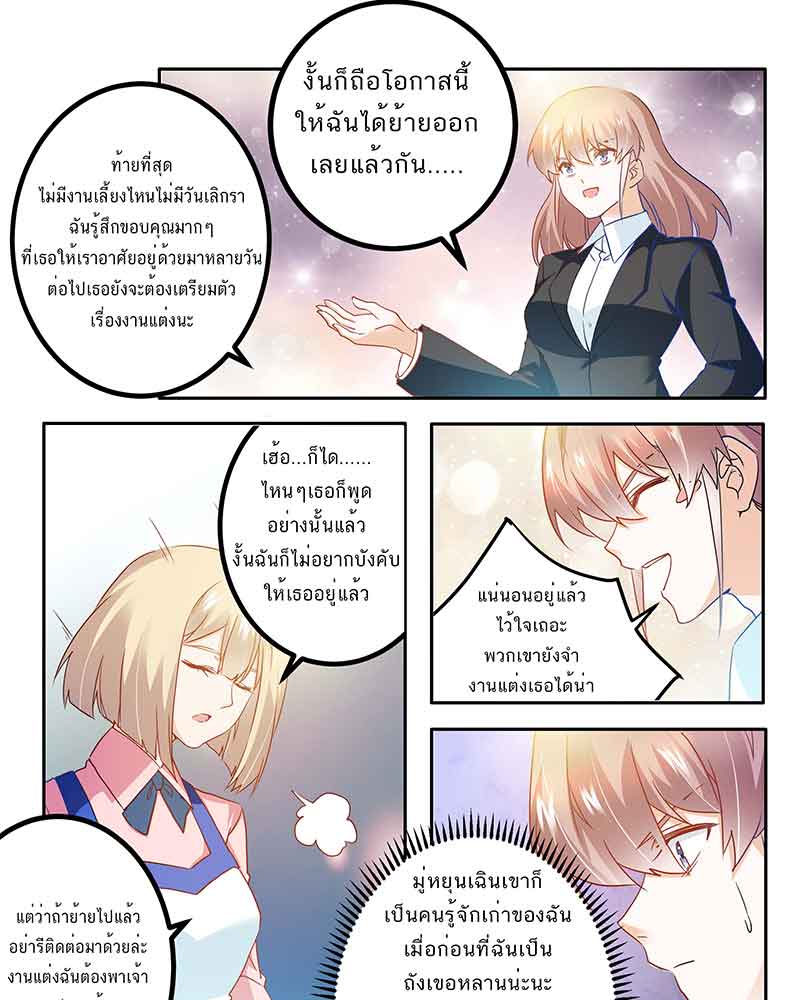 งั้นก็ถือโอกาสนี้
ให้ฉันได้ย้ายออก
เลยแล้วกัน.....
ท้ายที่สุด
ไม่มีงานเลี้ยงไหนไม่มีวันเลิกรา
ฉันรู้สึกขอบคุณมากๆ
ที่เธอให้เราอาศัยอยู่ด้วยมาหลายวัน
ต่อไปเธอยังจะต้องเตรียมตัว
เรื่องงานแต่งนะ
เฮ้อ...ก็ได......
ไหนๆเธอก็พูด
อย่างนั้นแล้ว
งั้นฉันก็ไม่อยากบังคับ
ให้เธออยู่แล้ว
แต่ว่าถ้าย้ายไปแล้ว
อย่ารีติดต่อมาด้วยล่ะ
งานแต่งฉันต้องพาเจ้า
แน่นอนอยู่แล้ว
ไว้ใจเถอะ
พวกเขายังจำ
งานแต่งเธอได้น่า
มู่หยุนเฉินเขาก็
เป็นคนรู้จักเก่าของฉัน
เมื่อก่อนที่ฉันเป็น
ถังเขอหลานน่ะนะ